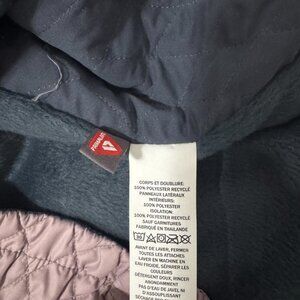 PRIMALOFT
CORPS ET DOUBLURE:
100% POLYESTER RECYCLÉ
PANNEAUX LATÉRAUX
INTÉRIEURS:
100% POLYESTER
ISOLATION:
100% POLYESTER RECYCLÉ
SAUF GARNITURES
FABRIQUÉ EN THAÏLANDE
AVANT DE LAVER, FERMER
TOUTES LES ATTACHES
LAVER EN MACHINE EN
EAU FROIDE, SÉPARER LES
COULEURS
DÉTERGENT DOUX, RINCER
ABONDAMMENT
PAS D'EAU DE JAVEL NI